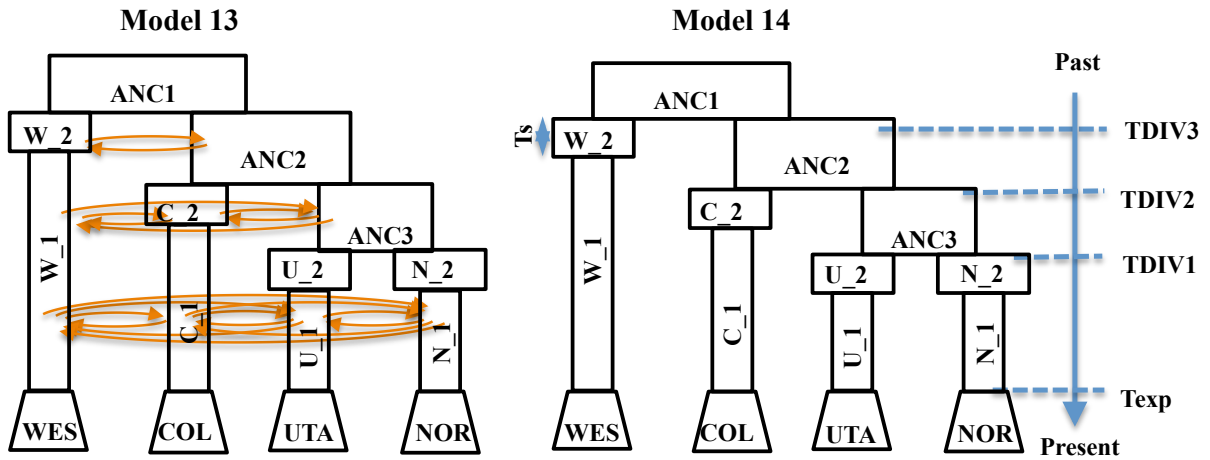 Model 13
ANC1
W_2
ANC2
C_2
ANC3
W_1
U_2
N_2
C_1
U_1
N_1
WES
COL
UTA
NOR
Model 14
Past
ANC1
Ts
W_2
TDIV3
ANC2
C_2
TDIV2
W_1
ANC3
TDIV1
U_2
N_2
C_1
U_1
N_1
Texp
WES
COL
UTA
NOR
Present